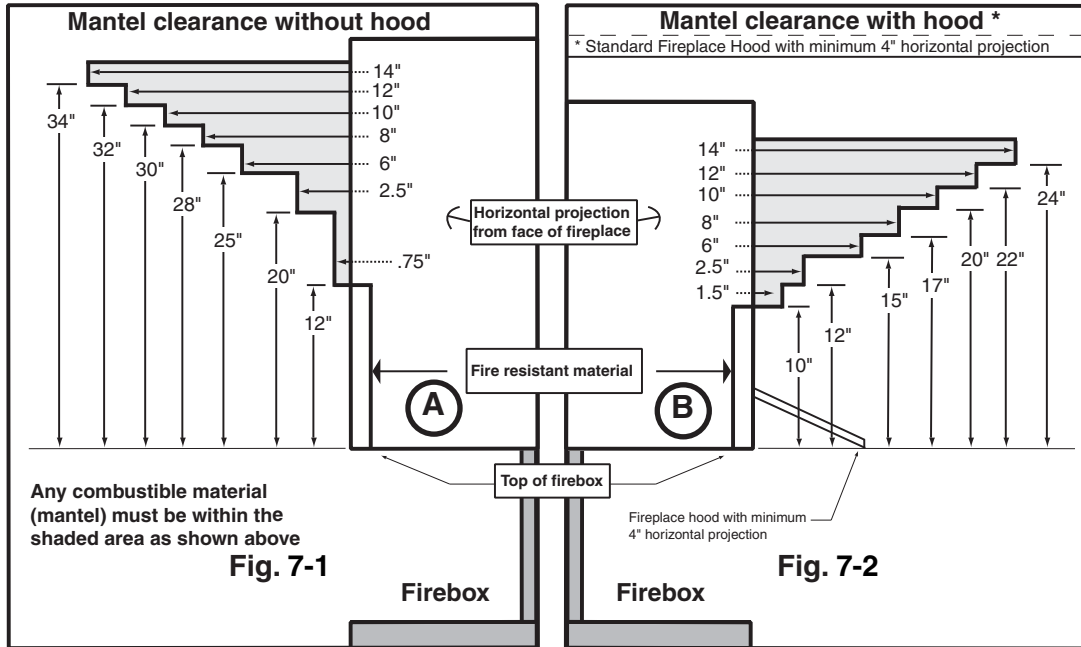 Mantel clearance without hood
14"
12"
10"
8"
6"
2.5"
.75"
34"
32"
30"
28"
25"
20"
12"
A
Any combustible material
(mantel) must be within the
shaded area as shown above
Fig. 7-1
Firebox
Horizontal projection
from face of fireplace
Fire resistant material
Top of firebox
Mantel clearance with hood *
* Standard Fireplace Hood with minimum 4" horizontal projection
14"
12"
10"
8"
6"
2.5"
1.5"
10"
12"
15"
17"
20"
22"
24"
B
Fireplace hood with minimum
4" horizontal projection
Fig. 7-2
Firebox